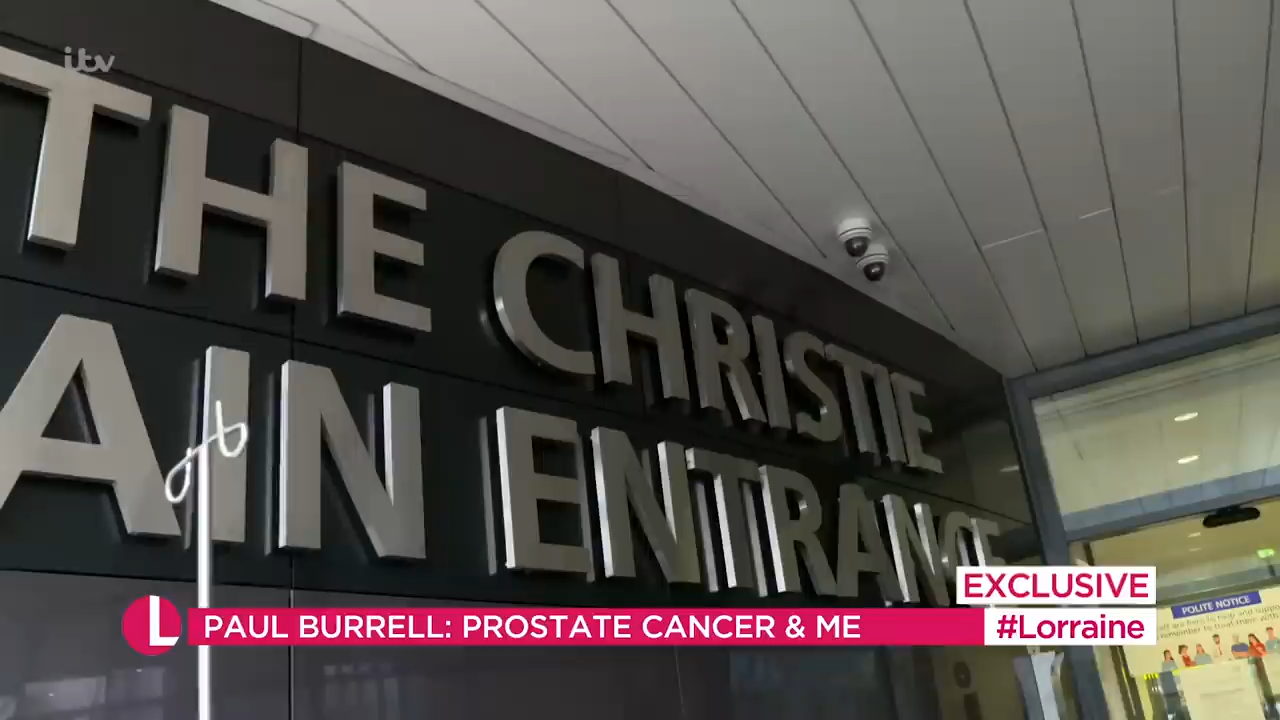 itv
THE CHRISTIE
AIN ENTRANCE
EXCLUSIVE
L PAUL BURRELL: PROSTATE CANCER & ME
#Lorraine
POLITE NOTICE